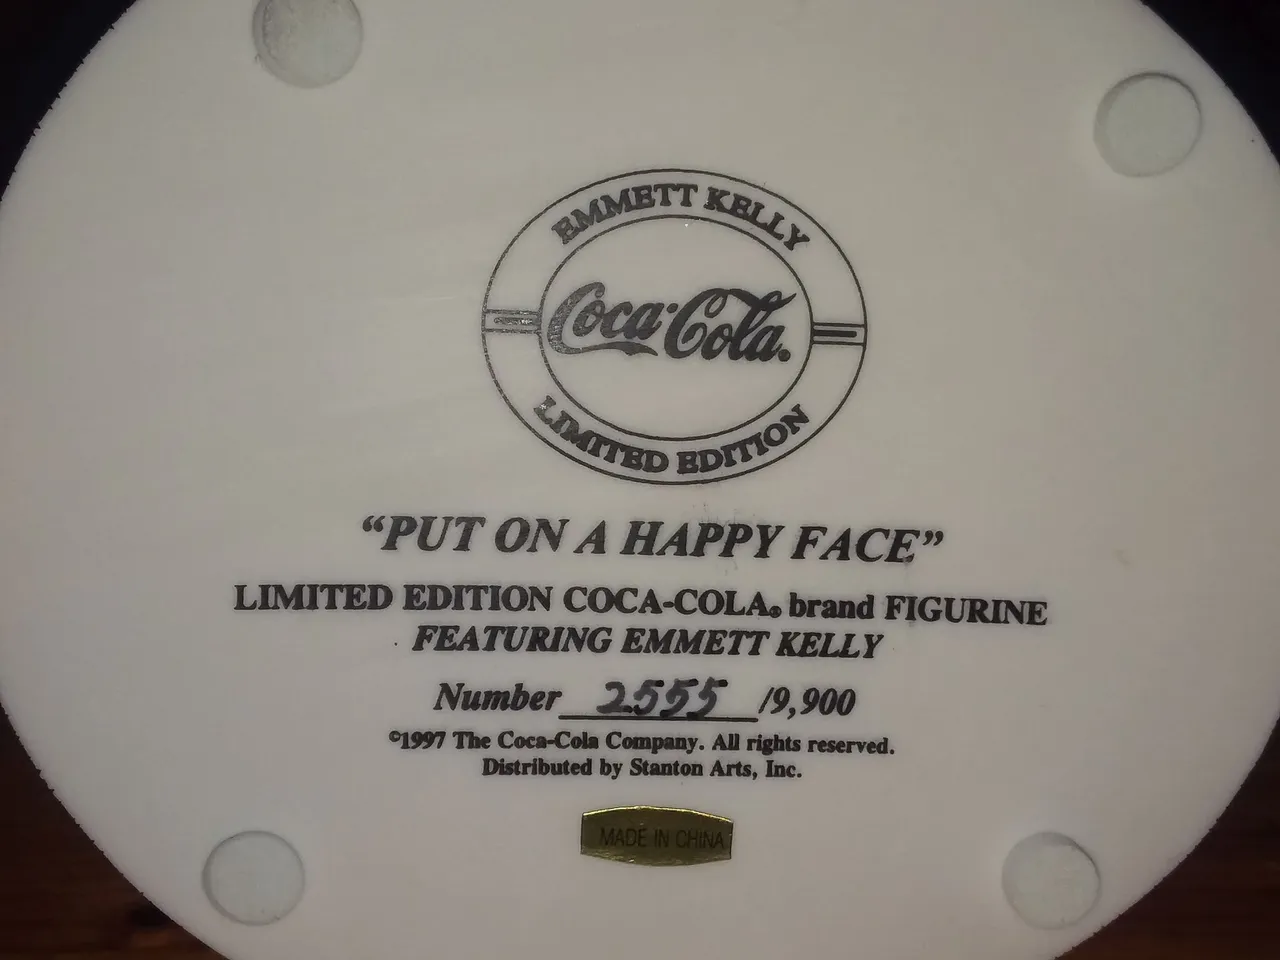 EMMETT KELLY
Coca-Cola.
LIMITED EDITION
“PUT ON A HAPPY FACE”
LIMITED EDITION COCA-COLA® brand FIGURINE
FEATURING EMMETT KELLY
Number 2555 /9,900
©1997 The Coca-Cola Company. All rights reserved.
Distributed by Stanton Arts, Inc.
MADE IN CHINA